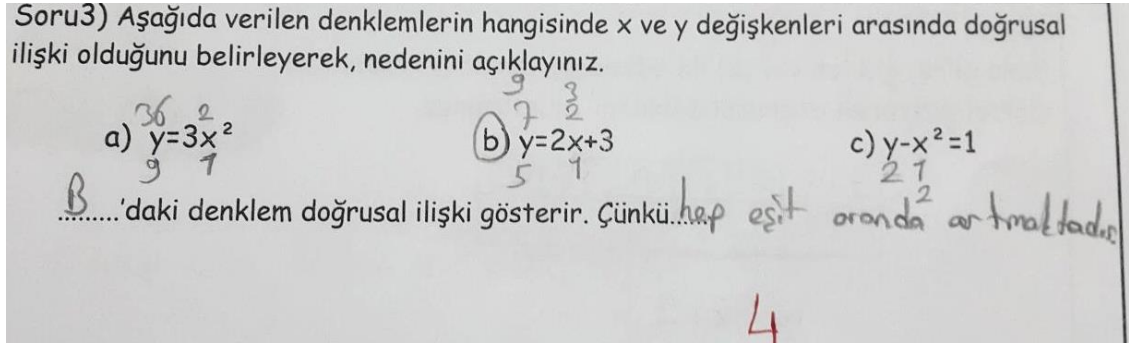 Soru3) Aşağıda verilen denklemlerin hangisinde x ve y değişkenleri arasında doğrusal
ilişki olduğunu belirleyerek, nedenini açıklayınız.
9 3
36 2 7 2
a) y=3x² b) y=2x+3 c) y-x²=1
9 1 5 1 2 1
2
B.......'daki denklem doğrusal ilişki gösterir. Çünkü...hep eşit oranda artmaktadır
4